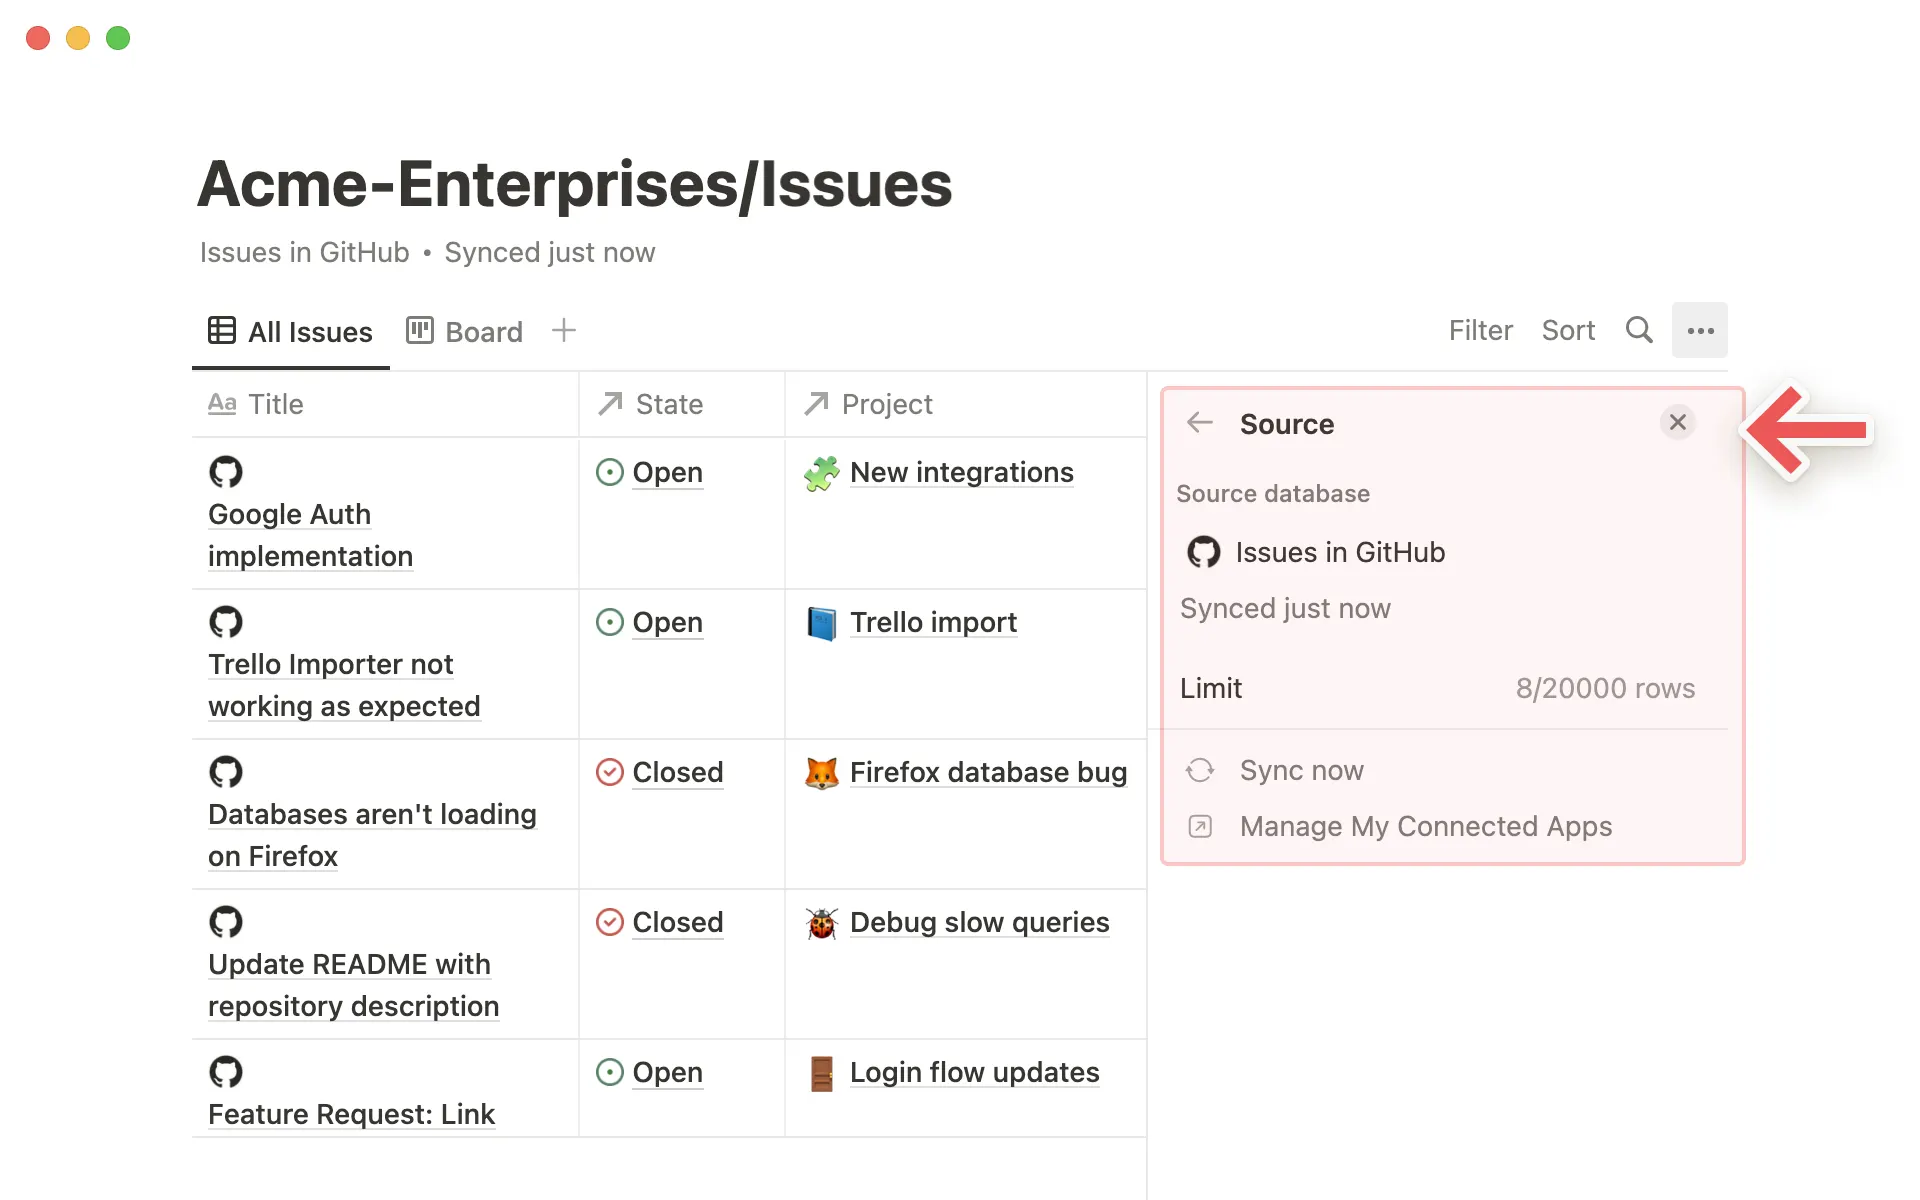 Acme-Enterprises/Issues
Issues in GitHub • Synced just now
All Issues Board Filter Sort
Aa Title State Project
Open New integrations
Google Auth
implementation
Open Trello import
Trello Importer not
working as expected
Closed Firefox database bug
Databases aren't loading
on Firefox
Closed Debug slow queries
Update README with
repository description
Open Login flow updates
Feature Request: Link
Source
Source database
Issues in GitHub
Synced just now
Limit 8/20000 rows
Sync now
Manage My Connected Apps